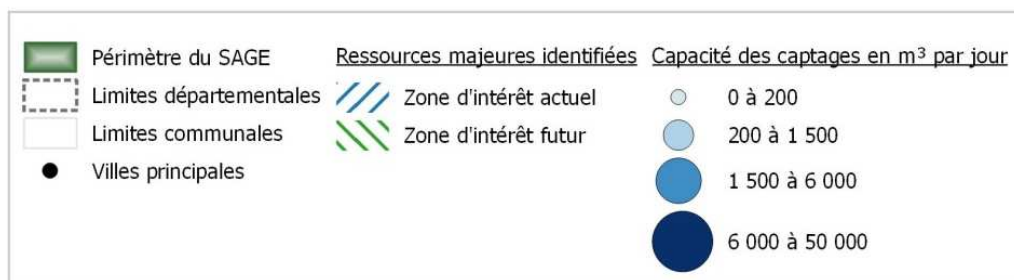 Périmètre du SAGE
Limites départementales
Limites communales
Villes principales
Ressources majeures identifiées
Zone d'intérêt actuel
Zone d'intérêt futur
Capacité des captages en m³ par jour
0 à 200
200 à 1 500
1 500 à 6 000
6 000 à 50 000